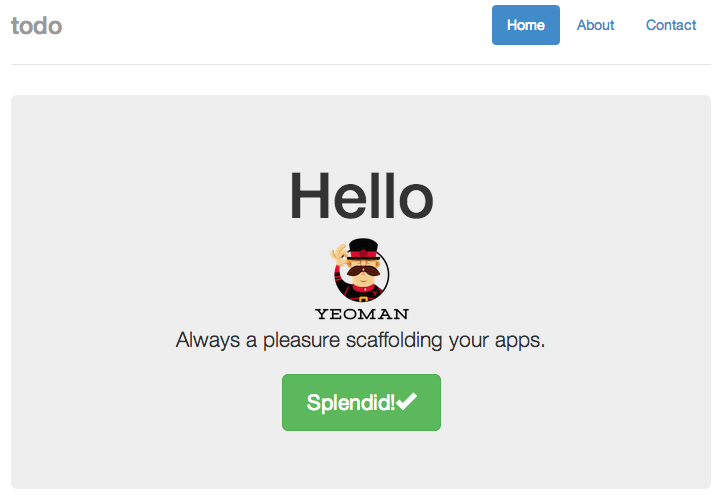 todo
Home About Contact
Hello
YEOMAN
Always a pleasure scaffolding your apps.
Splendid!